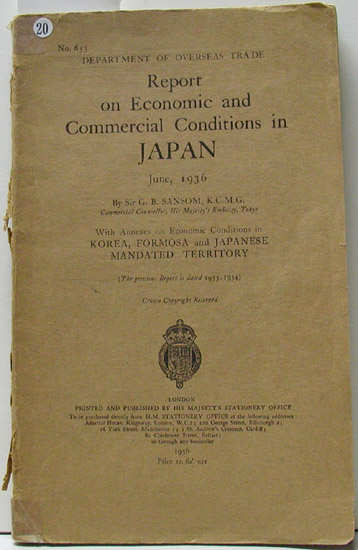 20
No. 653
DEPARTMENT OF OVERSEAS TRADE
Report
on Economic and
Commercial Conditions in
JAPAN
June, 1936
By Sir G. B. SANSOM, K.C.M.G.
Commercial Counsellor, His Majesty's Embassy, Tokyo
With Annexes on Economic Conditions in
KOREA, FORMOSA and JAPANESE
MANDATED TERRITORY
(The previous Report is dated 1933-1934)
Crown Copyright Reserved
LONDON
PRINTED AND PUBLISHED BY HIS MAJESTY'S STATIONERY OFFICE
To be purchased directly from H.M. STATIONERY OFFICE at the following addresses:
Adastral House, Kingsway, London, W.C.2; 120 George Street, Edinburgh 2;
26 York Street, Manchester 1; 1 St. Andrew's Crescent, Cardiff;
80 Chichester Street, Belfast;
or through any bookseller
1936
Price 2s. 6d. net